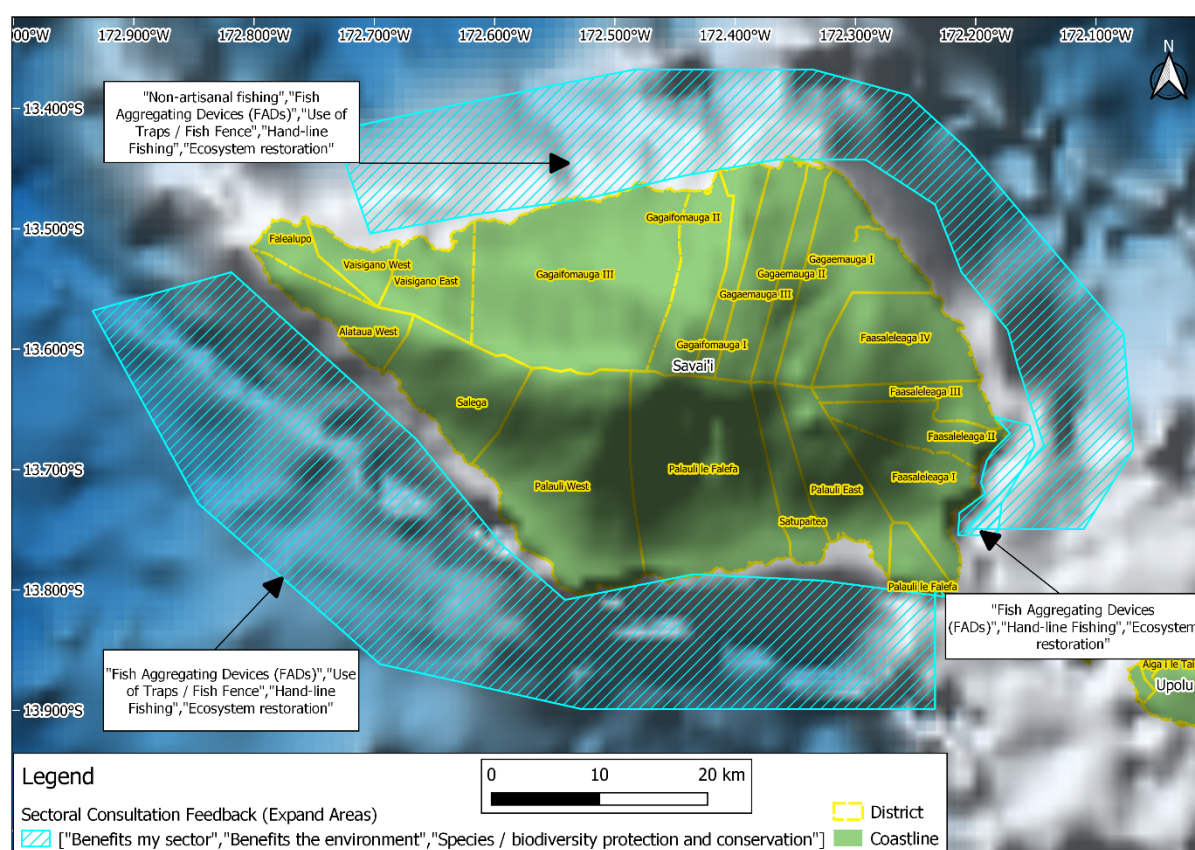 000°W 172.900°W 172.800°W 172.700°W 172.600°W 172.500°W 172.400°W 172.300°W 172.200°W 172.100°W
N
13.400°S
13.500°S
13.600°S
13.700°S
13.800°S
13.900°S
"Non-artisanal fishing","Fish
Aggregating Devices (FADs)","Use of
Traps / Fish Fence","Hand-line
Fishing","Ecosystem restoration"
Falealupo
Vaisigano West
Vaisigano East
Alataua West
Gagaifomauga III
Gagaifomauga II
Gagaifomauga I
Gagaemauga I
Gagaemauga II
Gagaemauga III
Savai'i
Faasaleleaga IV
Faasaleleaga III
Faasaleleaga II
Faasaleleaga I
Salega
Palauli West
Palauli le Falefa
Palauli East
Satupaitea
Palauli le Falefa
"Fish Aggregating Devices
(FADs)","Hand-line Fishing","Ecosystem
restoration"
"Fish Aggregating Devices (FADs)","Use
of Traps / Fish Fence","Hand-line
Fishing","Ecosystem restoration"
Aiga i le Tai
Upolu
Legend
0 10 20 km
Sectoral Consultation Feedback (Expand Areas)
["Benefits my sector","Benefits the environment","Species / biodiversity protection and conservation"]
District
Coastline